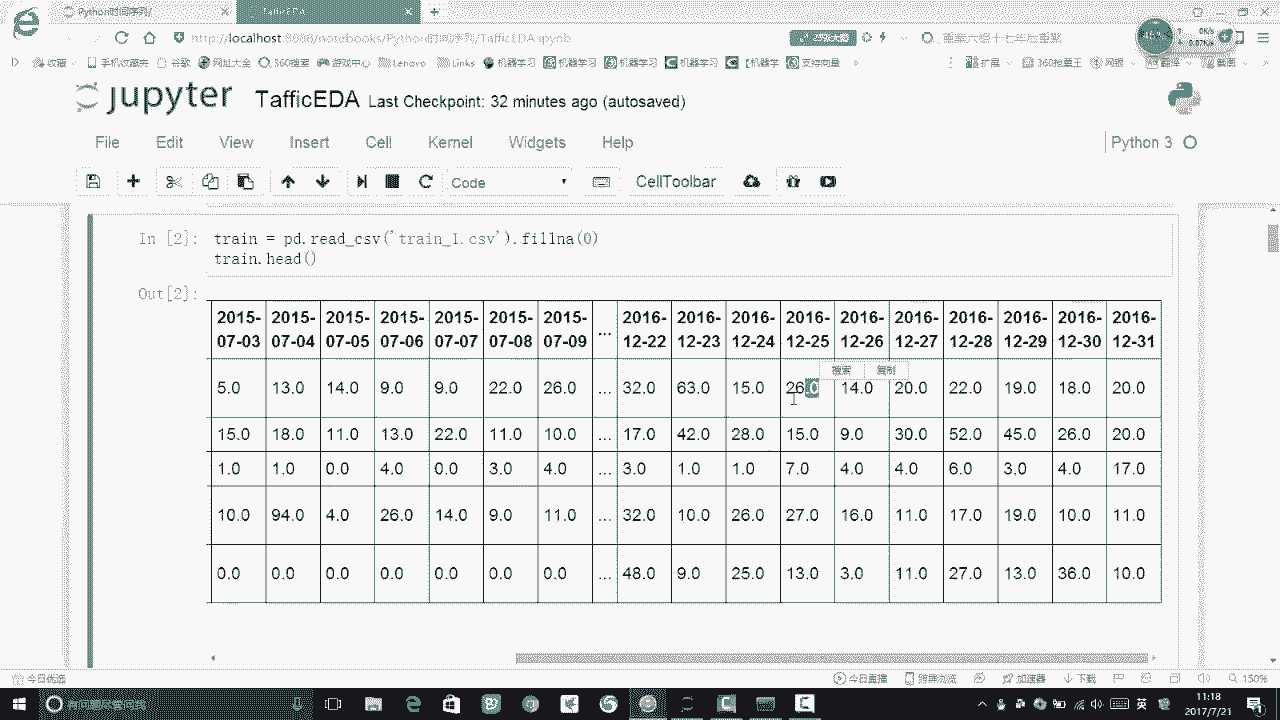 Python时间序列/
TafficEDA
http://localhost:8888/notebooks/Python时间序列/TafficEDA.ipynb
重案六组十七年后重聚
收藏 手机收藏夹 谷歌 网址大全 360搜索 游戏中心 Lenovo Links 机器学习 机器学习 机器学习 机器学习 【机器学 机器学习 支持向量 »
扩展 360抢票王 网银
jupyter TafficEDA Last Checkpoint: 32 minutes ago (autosaved)
File Edit View Insert Cell Kernel Widgets Help
Python 3
Code CellToolbar
In [2]: train = pd.read_csv('train_1.csv').fillna(0)
train.head()
Out[2]:
2015-07-03 2015-07-04 2015-07-05 2015-07-06 2015-07-07 2015-07-08 2015-07-09 ... 2016-12-22 2016-12-23 2016-12-24 2016-12-25 2016-12-26 2016-12-27 2016-12-28 2016-12-29 2016-12-30 2016-12-31
搜索 复制
5.0 13.0 14.0 9.0 9.0 22.0 26.0 ... 32.0 63.0 15.0 26.0 14.0 20.0 22.0 19.0 18.0 20.0
15.0 18.0 11.0 13.0 22.0 11.0 10.0 ... 17.0 42.0 28.0 15.0 9.0 30.0 52.0 45.0 26.0 20.0
1.0 1.0 0.0 4.0 0.0 3.0 4.0 ... 3.0 1.0 1.0 7.0 4.0 4.0 6.0 3.0 4.0 17.0
10.0 94.0 4.0 26.0 14.0 9.0 11.0 ... 32.0 10.0 26.0 27.0 16.0 11.0 17.0 19.0 10.0 11.0
0.0 0.0 0.0 0.0 0.0 0.0 0.0 ... 48.0 9.0 25.0 13.0 3.0 11.0 27.0 13.0 36.0 10.0
今日优选
今日直播 跨屏浏览 加速器 下载 150%
有问题尽管问我
英
11:18
2017/7/21